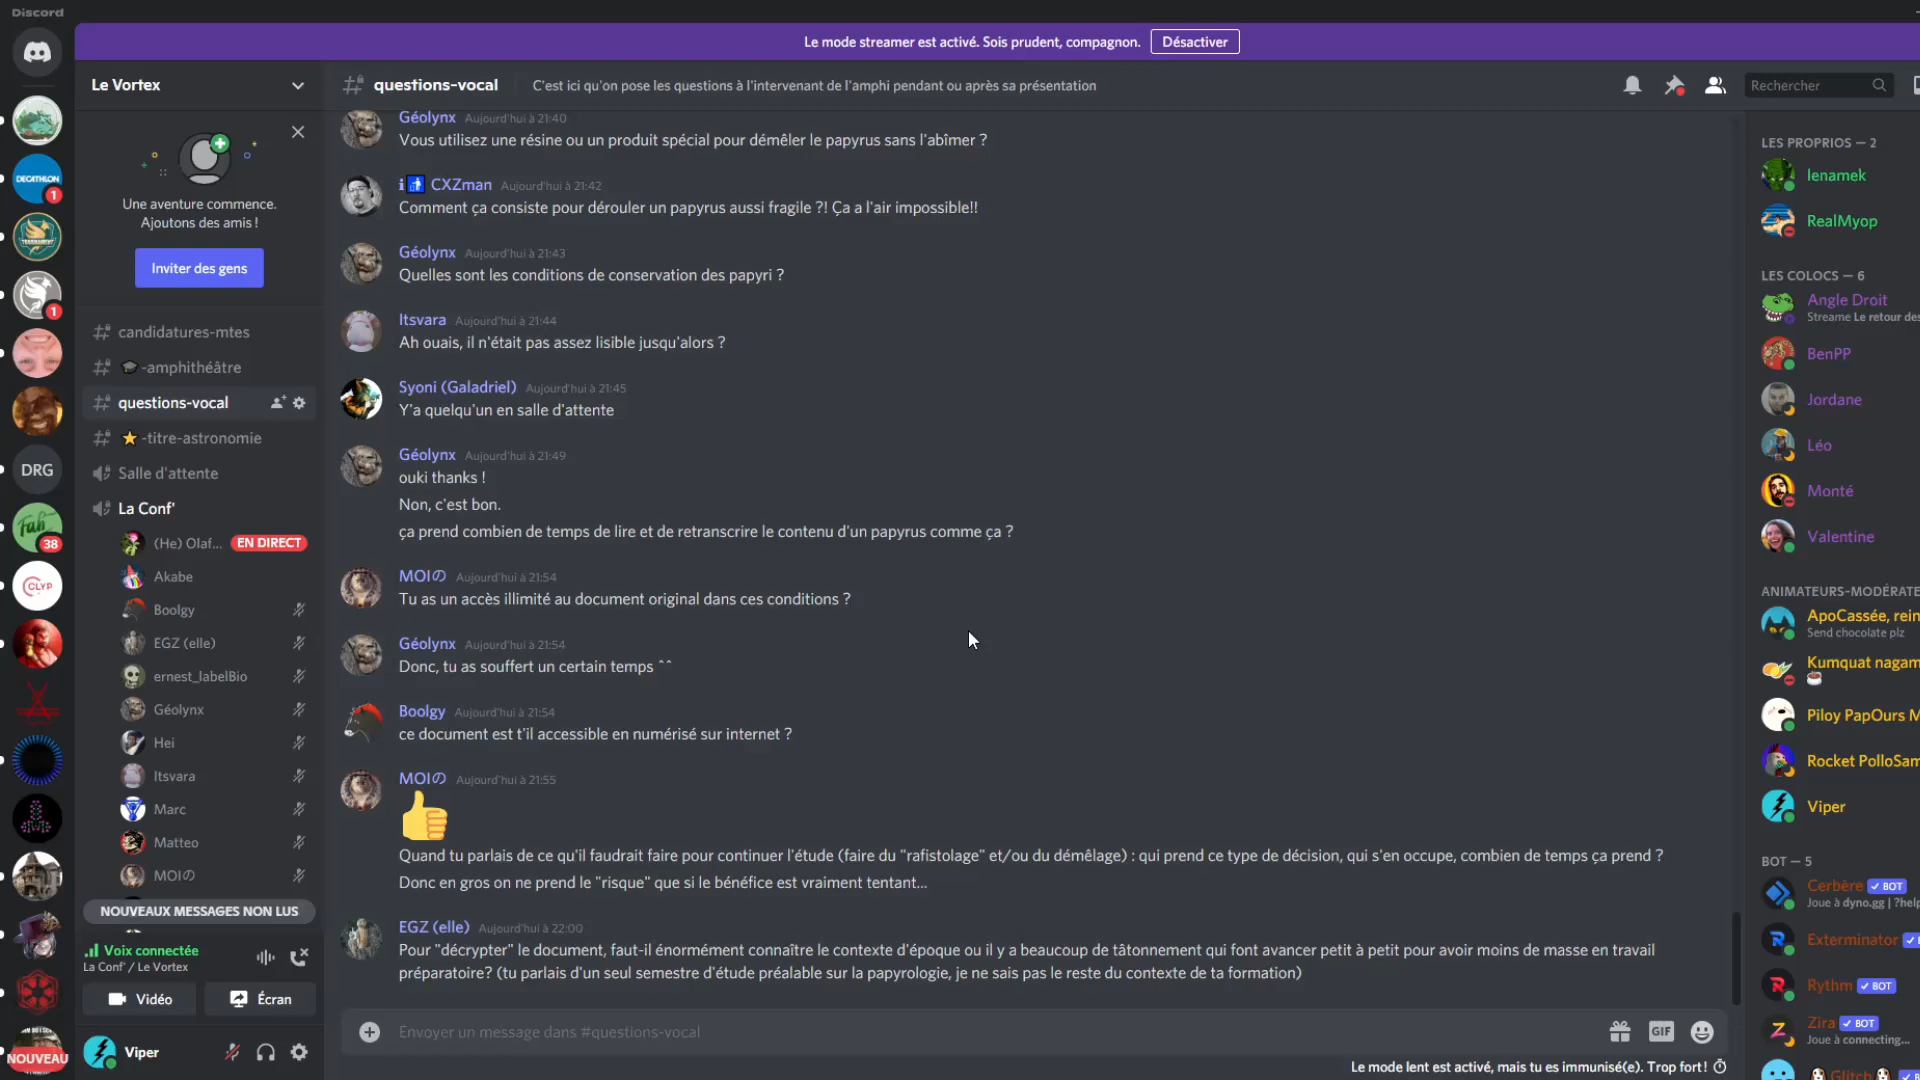 Discord
Le mode streamer est activé. Sois prudent, compagnon.
Désactiver
Le Vortex
questions-vocal
C'est ici qu'on pose les questions à l'intervenant de l'amphi pendant ou après sa présentation
Rechercher
DECATHLON
1
1
DRG
38
CLYP
NOUVEAU
Une aventure commence.
Ajoutons des amis !
Inviter des gens
candidatures-mtes
-amphithéâtre
questions-vocal
-titre-astronomie
Salle d'attente
La Conf'
(He) Olaf...
EN DIRECT
Akabe
Boolgy
EGZ (elle)
ernest_labelBio
Géolynx
Hei
Itsvara
Marc
Matteo
MOIの
NOUVEAUX MESSAGES NON LUS
Voix connectée
La Conf' / Le Vortex
Vidéo
Écran
Viper
Géolynx Aujourd'hui à 21:40
Vous utilisez une résine ou un produit spécial pour démêler le papyrus sans l'abîmer ?
CXZman Aujourd'hui à 21:42
Comment ça consiste pour dérouler un papyrus aussi fragile ?! Ça a l'air impossible!!
Géolynx Aujourd'hui à 21:43
Quelles sont les conditions de conservation des papyri ?
Itsvara Aujourd'hui à 21:44
Ah ouais, il n'était pas assez lisible jusqu'alors ?
Syoni (Galadriel) Aujourd'hui à 21:45
Y'a quelqu'un en salle d'attente
Géolynx Aujourd'hui à 21:49
ouki thanks !
Non, c'est bon.
ça prend combien de temps de lire et de retranscrire le contenu d'un papyrus comme ça ?
MOIの Aujourd'hui à 21:54
Tu as un accès illimité au document original dans ces conditions ?
Géolynx Aujourd'hui à 21:54
Donc, tu as souffert un certain temps ^^
Boolgy Aujourd'hui à 21:54
ce document est t'il accessible en numérisé sur internet ?
MOIの Aujourd'hui à 21:55
Quand tu parlais de ce qu'il faudrait faire pour continuer l'étude (faire du "rafistolage" et/ou du démêlage) : qui prend ce type de décision, qui s'en occupe, combien de temps ça prend ?
Donc en gros on ne prend le "risque" que si le bénéfice est vraiment tentant...
EGZ (elle) Aujourd'hui à 22:00
Pour "décrypter" le document, faut-il énormément connaître le contexte d'époque ou il y a beaucoup de tâtonnement qui font avancer petit à petit pour avoir moins de masse en travail
préparatoire? (tu parlais d'un seul semestre d'étude préalable sur la papyrologie, je ne sais pas le reste du contexte de ta formation)
Envoyer un message dans #questions-vocal
GIF
Le mode lent est activé, mais tu es immunisé(e). Trop fort !
LES PROPRIOS — 2
lenamek
RealMyop
LES COLOCS — 6
Angle Droit
Streame Le retour des
BenPP
Jordane
Léo
Monté
Valentine
ANIMATEURS-MODÉRATE
ApoCassée, rein
Send chocolate plz
Kumquat nagam
Piloy PapOurs M
Rocket PolloSam
Viper
BOT — 5
Cerbère BOT
Joue à dyno.gg | ?help
Exterminator
Rythm BOT
Zira BOT
Joue à connecting...
Glitch